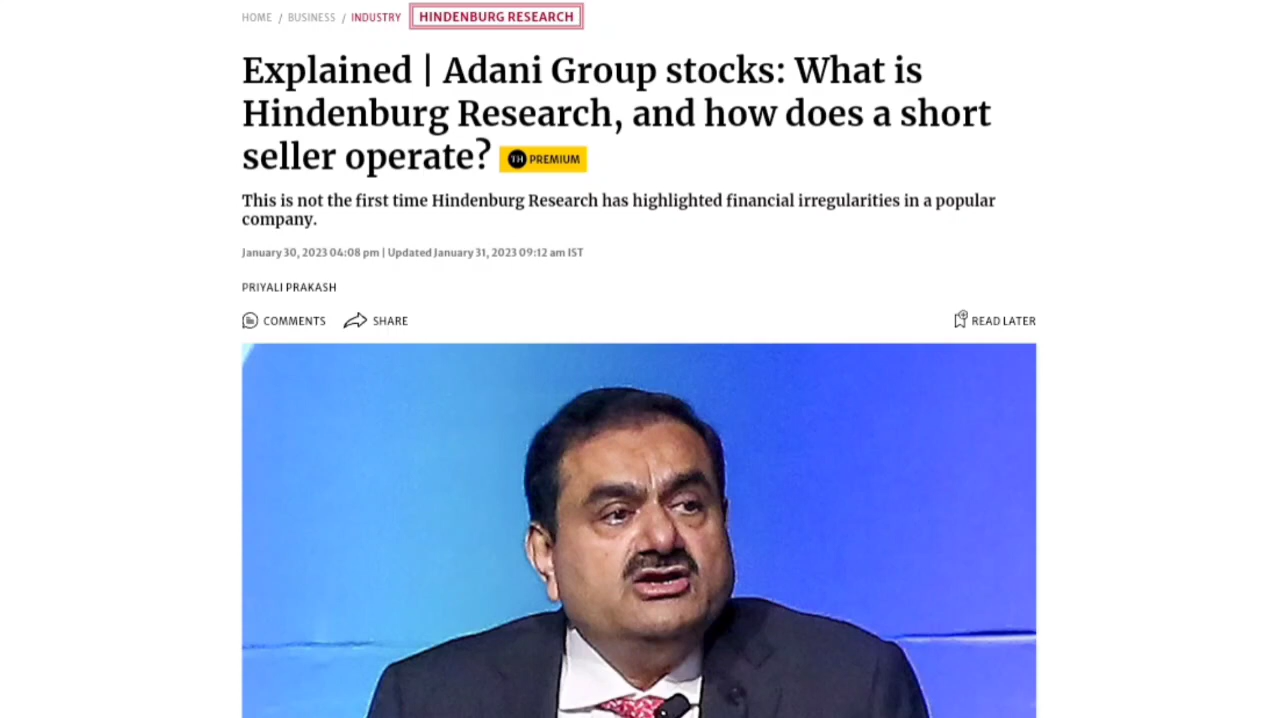 HOME / BUSINESS / INDUSTRY HINDENBURG RESEARCH
Explained | Adani Group stocks: What is
Hindenburg Research, and how does a short
seller operate? TH PREMIUM
This is not the first time Hindenburg Research has highlighted financial irregularities in a popular
company.
January 30, 2023 04:08 pm | Updated January 31, 2023 09:12 am IST
PRIYALI PRAKASH
COMMENTS SHARE READ LATER